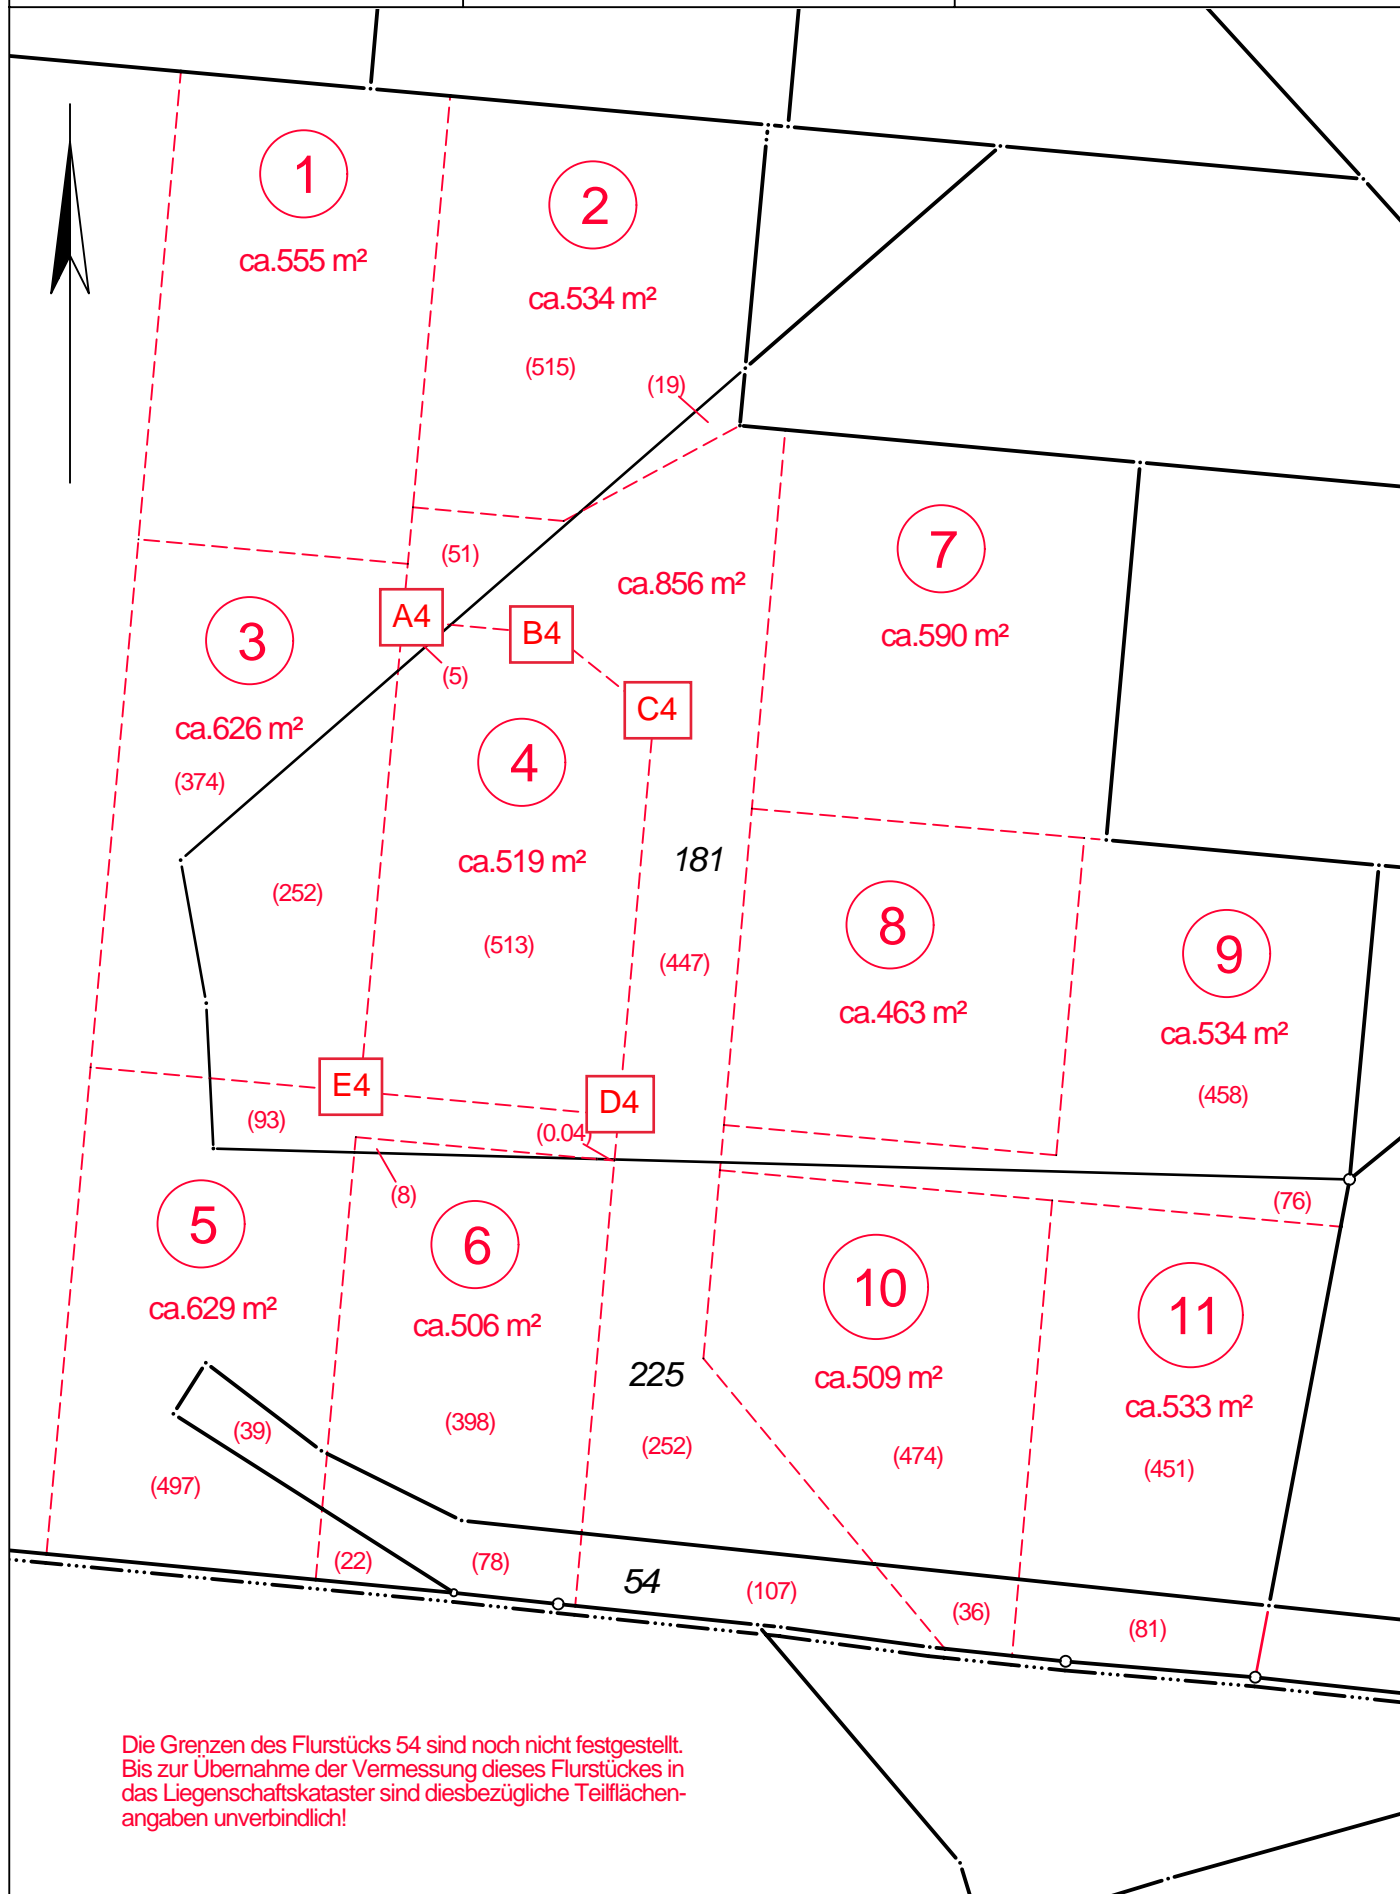 1
ca.555 m²
2
ca.534 m²
(515)
(19)
(51)
ca.856 m²
7
ca.590 m²
A4
B4
(5)
C4
3
ca.626 m²
(374)
4
ca.519 m²
181
(252)
(513)
(447)
8
ca.463 m²
9
ca.534 m²
(458)
E4
D4
(93)
(0.04)
(8)
(76)
5
ca.629 m²
6
ca.506 m²
10
ca.509 m²
11
ca.533 m²
225
(39)
(398)
(252)
(474)
(451)
(497)
(22)
(78)
54
(107)
(36)
(81)
Die Grenzen des Flurstücks 54 sind noch nicht festgestellt.
Bis zur Übernahme der Vermessung dieses Flurstückes in
das Liegenschaftskataster sind diesbezügliche Teilflächen-
angaben unverbindlich!